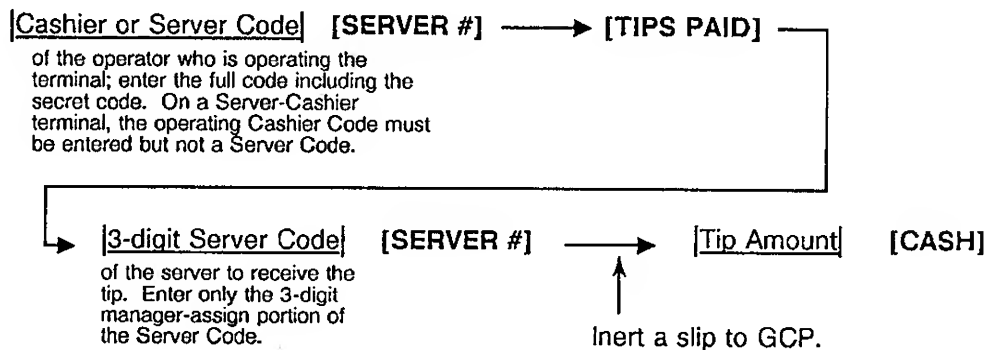 Cashier or Server Code [SERVER #] [TIPS PAID]
of the operator who is operating the
terminal; enter the full code including the
secret code. On a Server-Cashier
terminal, the operating Cashier Code must
be entered but not a Server Code.
3-digit Server Code [SERVER #] Tip Amount [CASH]
of the server to receive the
tip. Enter only the 3-digit
manager-assign portion of
the Server Code.
Inert a slip to GCP.